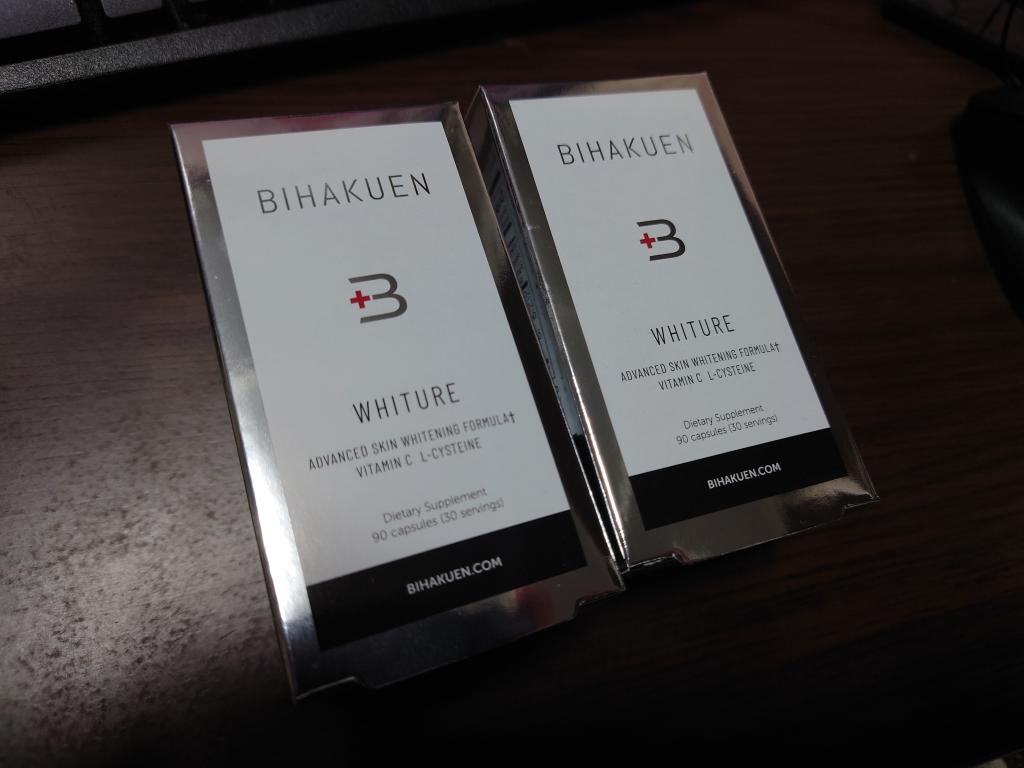 BIHAKUEN
+B
WHITURE
ADVANCED SKIN WHITENING FORMULA†
VITAMIN C L-CYSTEINE
Dietary Supplement
90 capsules (30 servings)
BIHAKUEN.COM
BIHAKUEN
+B
WHITURE
ADVANCED SKIN WHITENING FORMULA†
VITAMIN C L-CYSTEINE
Dietary Supplement
90 capsules (30 servings)
BIHAKUEN.COM